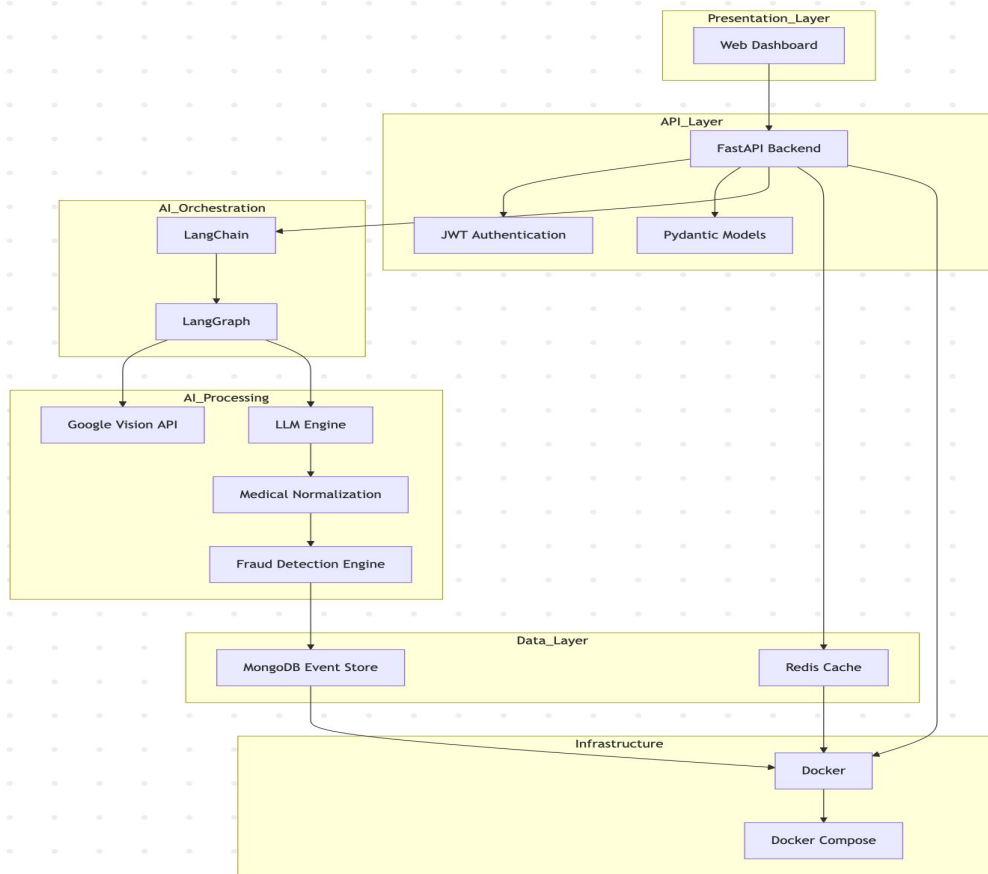 Presentation_Layer
Web Dashboard
API_Layer
FastAPI Backend
JWT Authentication
Pydantic Models
AI_Orchestration
LangChain
LangGraph
AI_Processing
Google Vision API
LLM Engine
Medical Normalization
Fraud Detection Engine
Data_Layer
MongoDB Event Store
Redis Cache
Infrastructure
Docker
Docker Compose